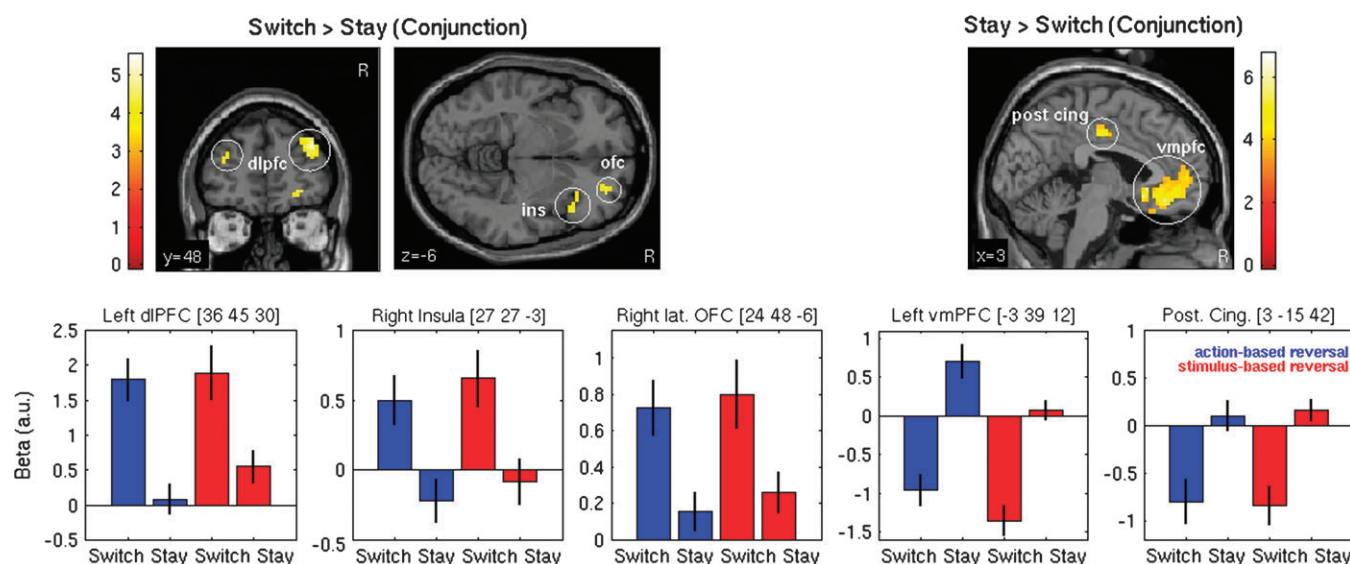 Switch > Stay (Conjunction)
Stay > Switch (Conjunction)
5
4
3
2
1
0
R
dlpfc
y=48
ofc
ins
z=-6
R
post cing
vmpfc
x=3
R
6
4
2
0
Left dlPFC [36 45 30]
Right Insula [27 27 -3]
Right lat. OFC [24 48 -6]
Left vmPFC [-3 39 12]
Post. Cing. [3 -15 42]
Beta (a.u.)
2.5
2
1.5
1
0.5
0
-0.5
Switch Stay Switch Stay
1
0.5
0
-0.5
Switch Stay Switch Stay
1
0.8
0.6
0.4
0.2
0
Switch Stay Switch Stay
1
0.5
0
-0.5
-1
-1.5
Switch Stay Switch Stay
1
0.5
0
-0.5
-1
action-based reversal
stimulus-based reversal
Switch Stay Switch Stay